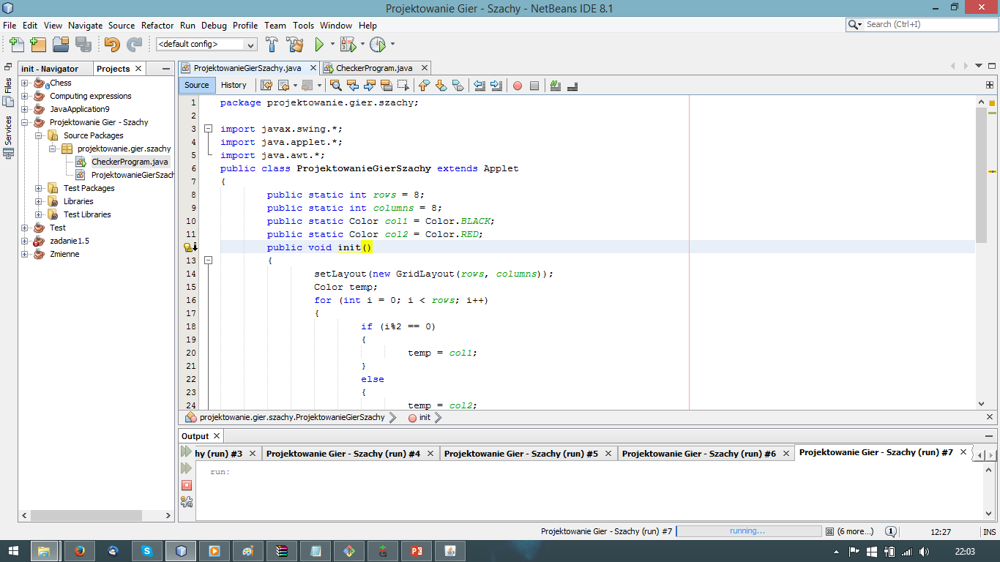 Projektowanie Gier - Szachy - NetBeans IDE 8.1
File Edit View Navigate Source Refactor Run Debug Profile Team Tools Window Help
Search (Ctrl+I)
<default config>
Files
Services
init - Navigator
Projects
Chess
Computing expressions
JavaApplication9
Projektowanie Gier - Szachy
Source Packages
projektowanie.gier.szachy
CheckerProgram.java
ProjektowanieGierSzach
Test Packages
Libraries
Test Libraries
Test
zadanie1.5
Zmienne
ProjektowanieGierSzachy.java
CheckerProgram.java
Source History
1 package projektowanie.gier.szachy;
2
3 import javax.swing.*;
4 import java.applet.*;
5 import java.awt.*;
6 public class ProjektowanieGierSzachy extends Applet
7 {
8 public static int rows = 8;
9 public static int columns = 8;
10 public static Color col1 = Color.BLACK;
11 public static Color col2 = Color.RED;
public void init()
13 {
14 setLayout(new GridLayout(rows, columns));
15 Color temp;
16 for (int i = 0; i < rows; i++)
17 {
18 if (i%2 == 0)
19 {
20 temp = col1;
21 }
22 else
23 {
24 temp = col2;
projektowanie.gier.szachy.ProjektowanieGierSzachy
init
Output
hy (run) #3
Projektowanie Gier - Szachy (run) #4
Projektowanie Gier - Szachy (run) #5
Projektowanie Gier - Szachy (run) #6
Projektowanie Gier - Szachy (run) #7
run:
Projektowanie Gier - Szachy (run) #7
running...
(6 more...)
1
12:27
INS
22:03